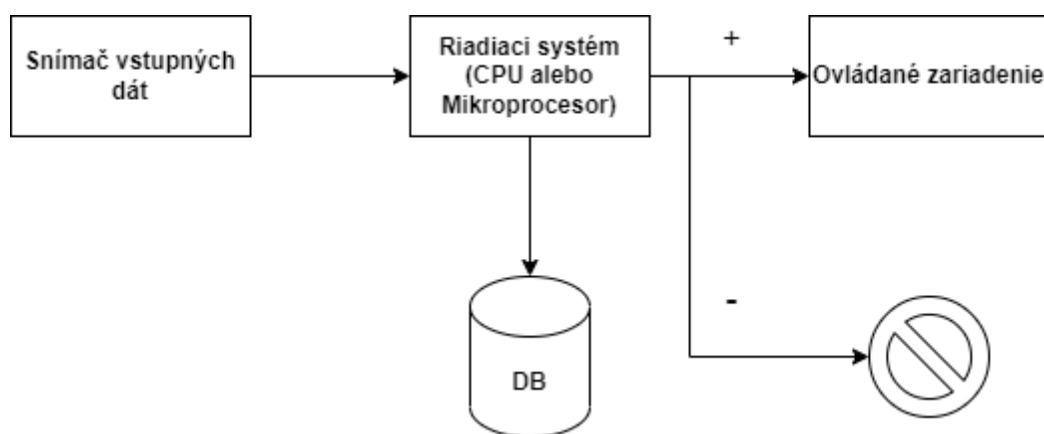 Snímač vstupných
dát
Riadiaci systém
(CPU alebo
Mikroprocesor)
+
Ovládané zariadenie
-
DB